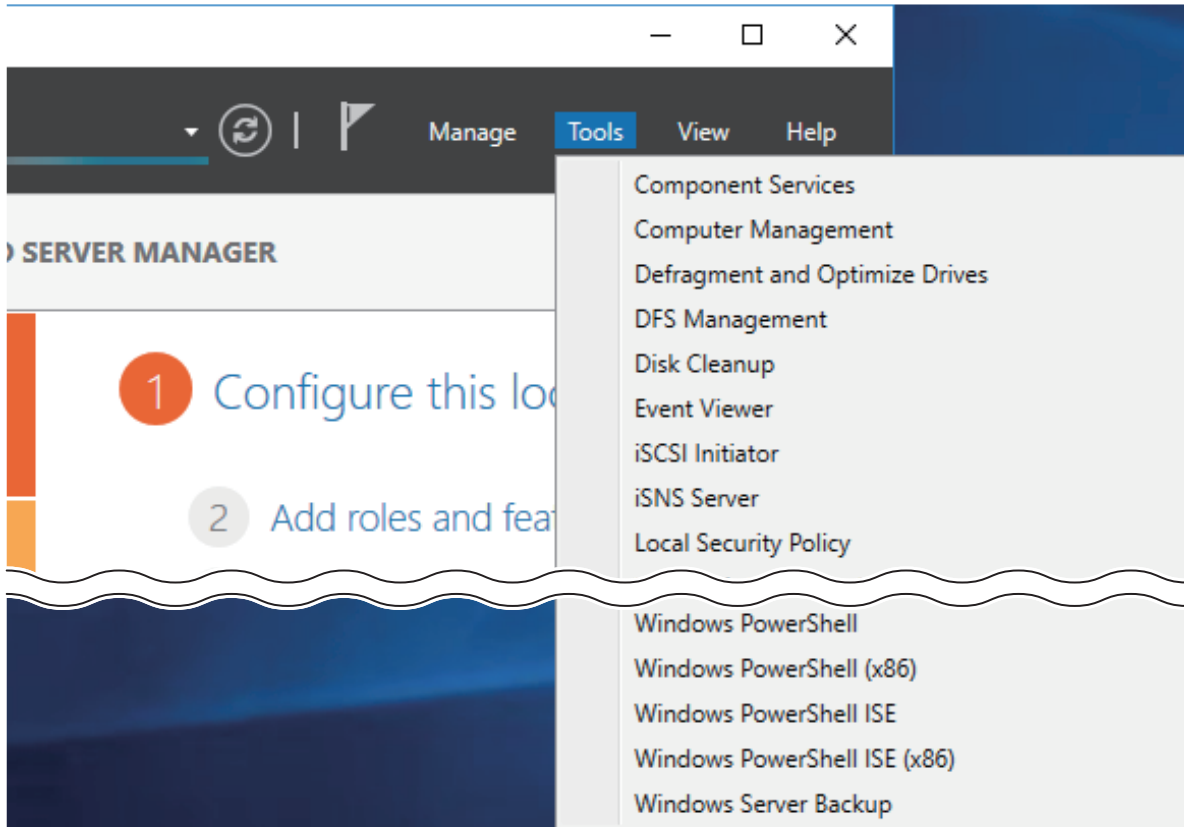 Manage Tools View Help
SERVER MANAGER
1 Configure this loc
2 Add roles and feat
Component Services
Computer Management
Defragment and Optimize Drives
DFS Management
Disk Cleanup
Event Viewer
iSCSI Initiator
iSNS Server
Local Security Policy
Windows PowerShell
Windows PowerShell (x86)
Windows PowerShell ISE
Windows PowerShell ISE (x86)
Windows Server Backup